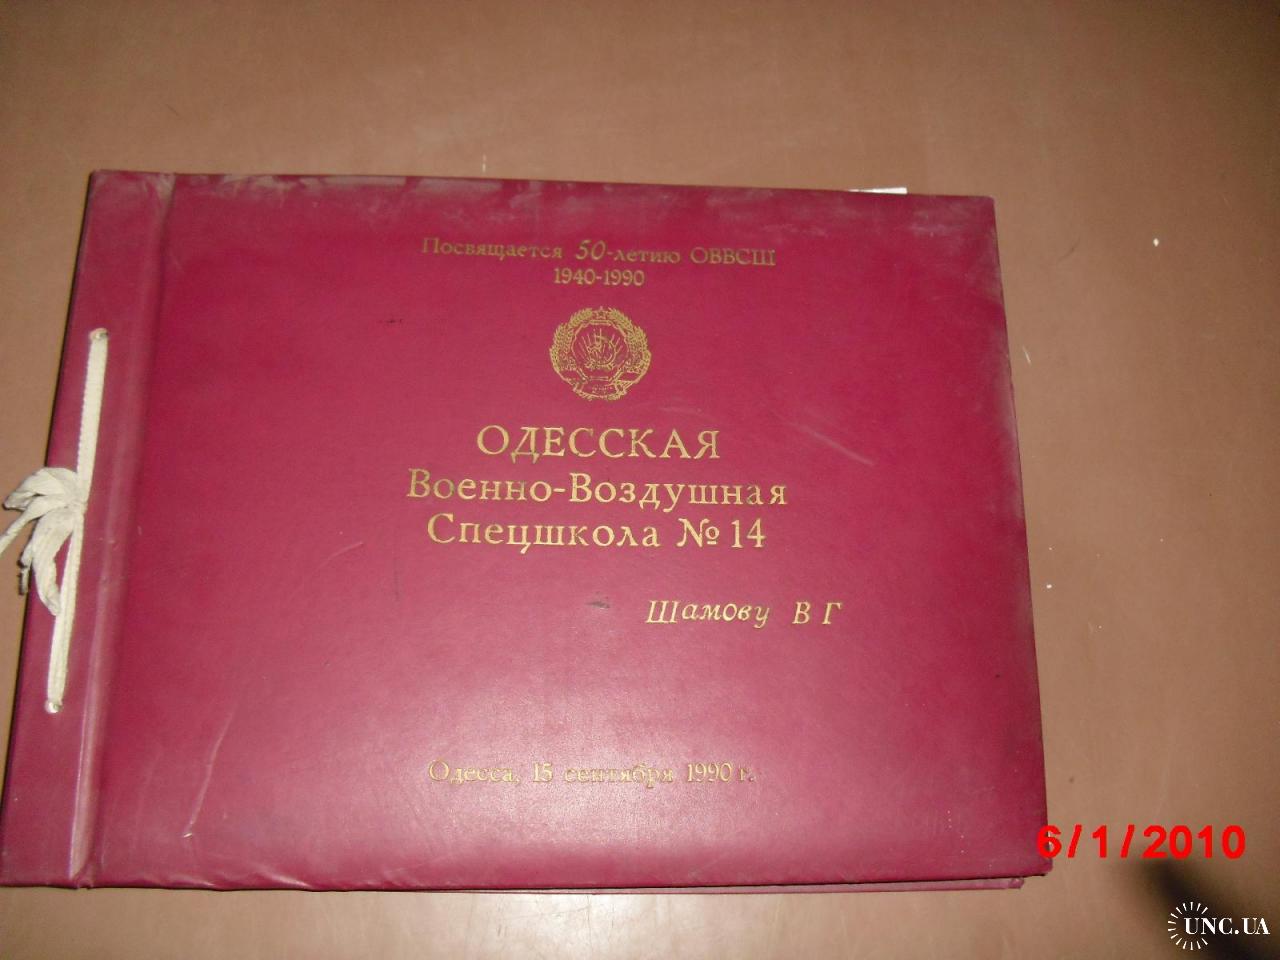 Посвящается 50-летию ОВВСШ
1940-1990
ОДЕССКАЯ
Военно-Воздушная
Спецшкола № 14
Шамову В Г
Одесса, 15 сентября 1990 г.
6/1/2010
UNC.UA